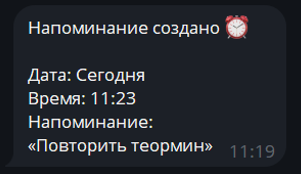 Напоминание создано ⏰
Дата: Сегодня
Время: 11:23
Напоминание:
«Повторить теормин»
11:19